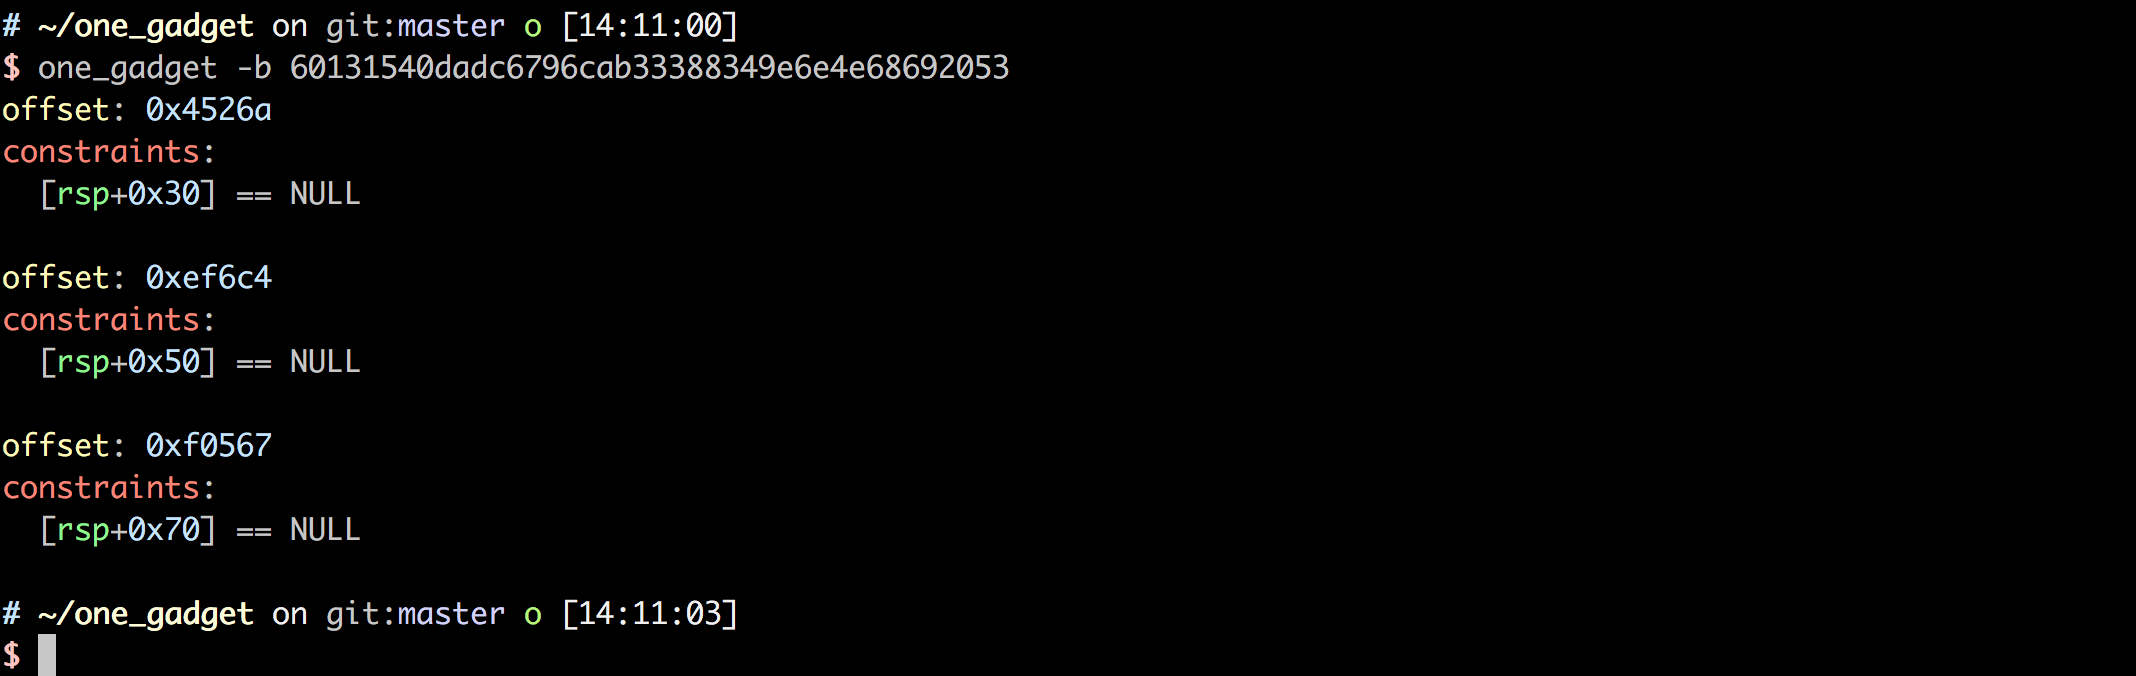 # ~/one_gadget on git:master o [14:11:00]
$ one_gadget -b 60131540dadc6796cab33388349e6e4e68692053
offset: 0x4526a
constraints:
  [rsp+0x30] == NULL

offset: 0xef6c4
constraints:
  [rsp+0x50] == NULL

offset: 0xf0567
constraints:
  [rsp+0x70] == NULL

# ~/one_gadget on git:master o [14:11:03]
$